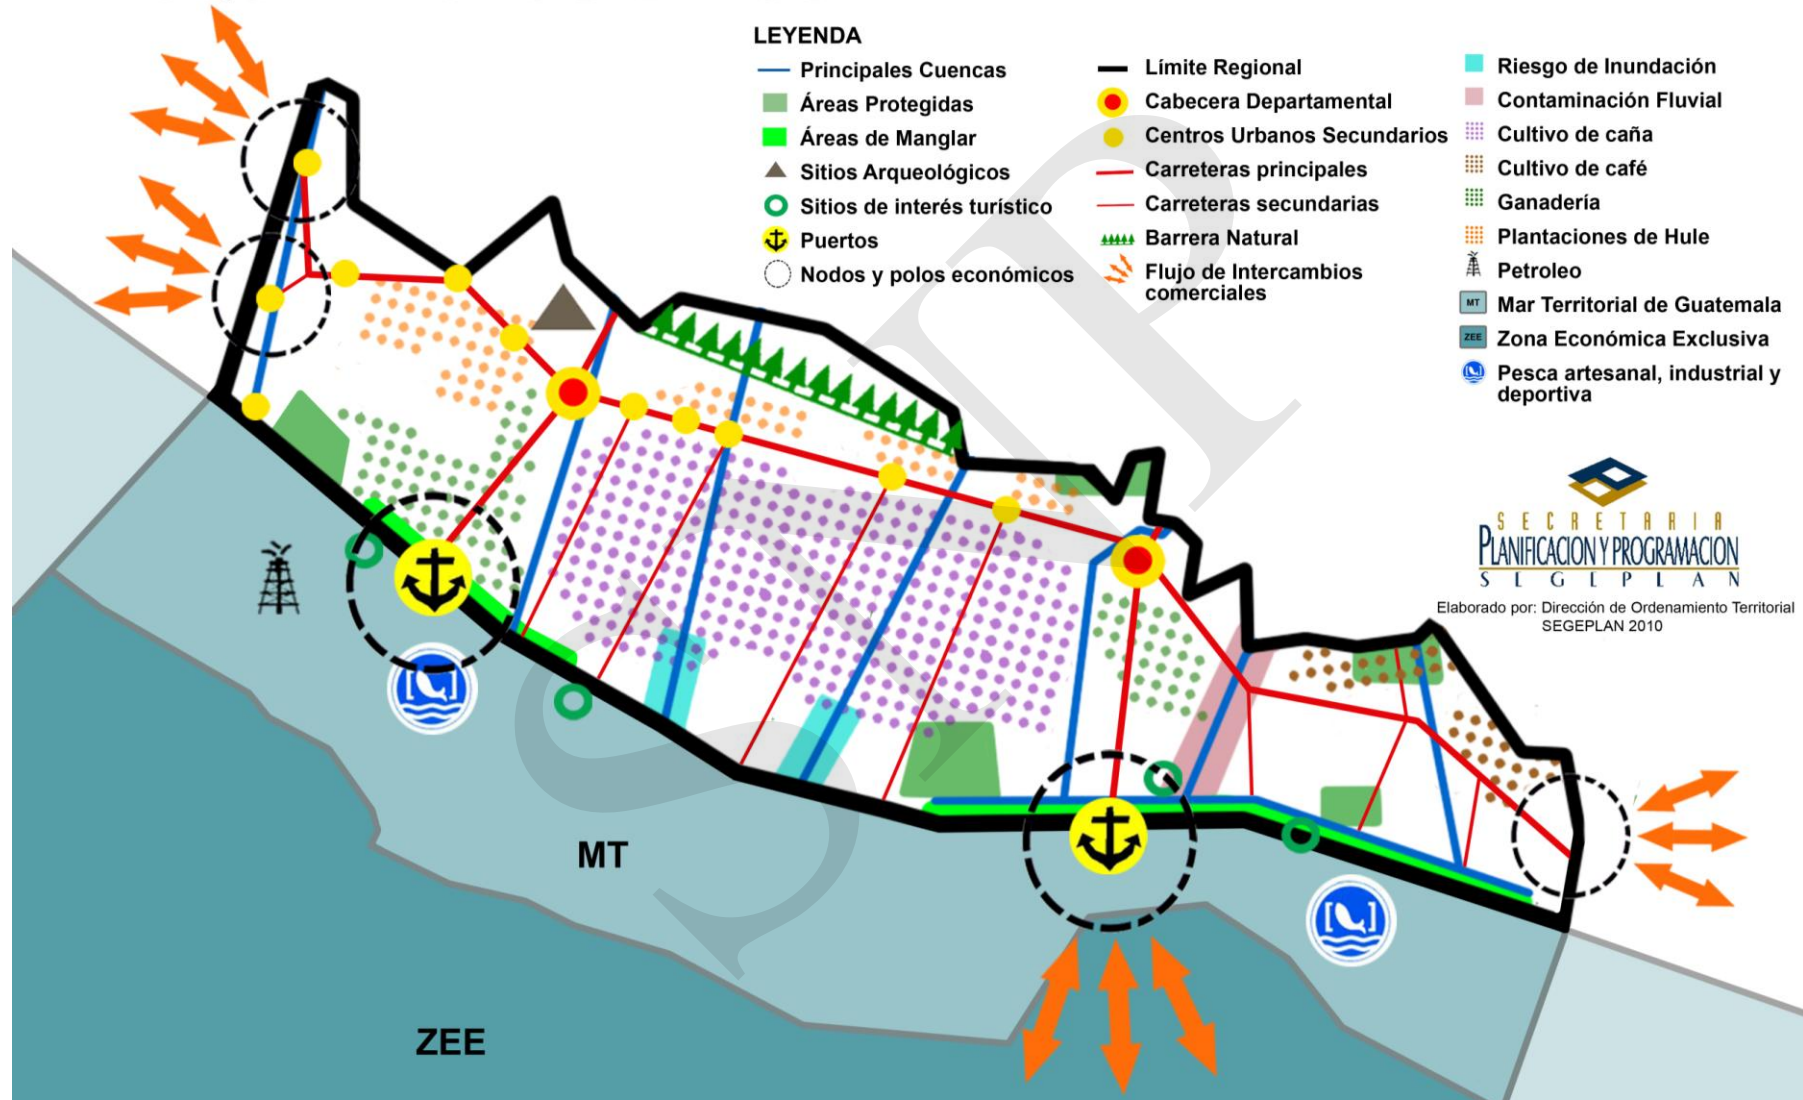 LEYENDA
Principales Cuencas
Áreas Protegidas
Áreas de Manglar
Sitios Arqueológicos
Sitios de interés turístico
Puertos
Nodos y polos económicos
Límite Regional
Cabecera Departamental
Centros Urbanos Secundarios
Carreteras principales
Carreteras secundarias
Barrera Natural
Flujo de Intercambios
comerciales
Riesgo de Inundación
Contaminación Fluvial
Cultivo de caña
Cultivo de café
Ganadería
Plantaciones de Hule
Petroleo
MT Mar Territorial de Guatemala
ZEE Zona Económica Exclusiva
Pesca artesanal, industrial y
deportiva
SECRETARIA
PLANIFICACION Y PROGRAMACION
SEGEPLAN
Elaborado por: Dirección de Ordenamiento Territorial
SEGEPLAN 2010
MT
ZEE